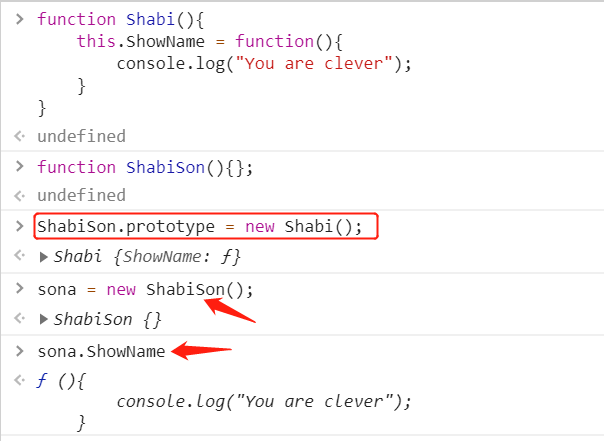 > function Shabi(){
this.ShowName = function(){
console.log("You are clever");
}
}
undefined
> function ShabiSon(){};
undefined
> ShabiSon.prototype = new Shabi();
Shabi {ShowName: ƒ}
> sona = new ShabiSon();
ShabiSon {}
> sona.ShowName
ƒ (){
console.log("You are clever");
}